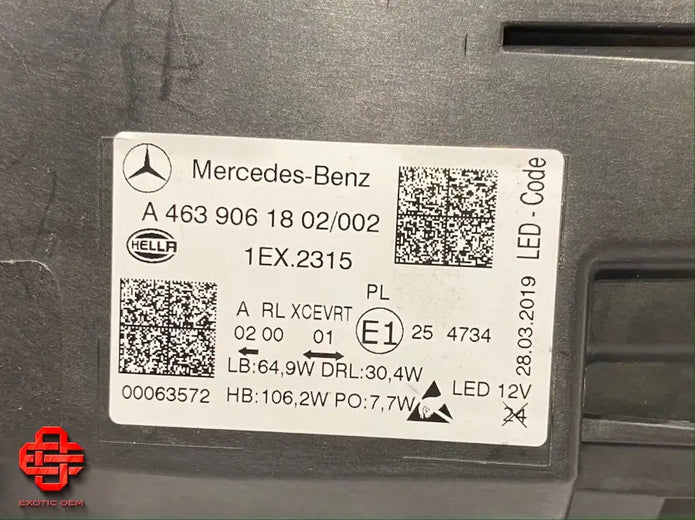 Mercedes-Benz
A 463 906 18 02/002
HELLA
1EX.2315
PL
A RL XCEVRT
02 00 01
E1
25 4734
LB:64,9W DRL:30,4W
LED 12V
24
00063572
HB:106,2W PO:7,7W
28.03.2019 LED - Code
EXOTIC OEM